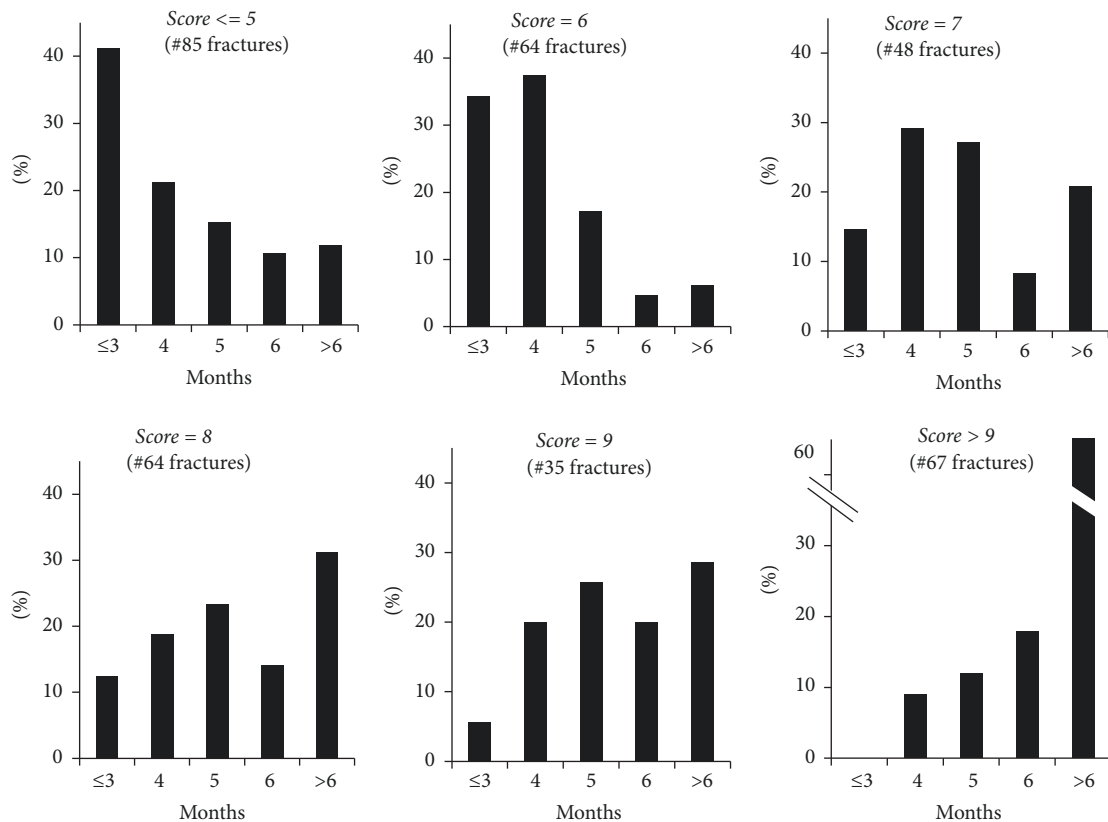 Score <= 5
(#85 fractures)
40
30
20
10
0
(%)
≤3 4 5 6 >6
Months
Score = 6
(#64 fractures)
40
30
20
10
0
(%)
≤3 4 5 6 >6
Months
Score = 7
(#48 fractures)
40
30
20
10
0
(%)
≤3 4 5 6 >6
Months
Score = 8
(#64 fractures)
40
30
20
10
0
(%)
≤3 4 5 6 >6
Months
Score = 9
(#35 fractures)
40
30
20
10
0
(%)
≤3 4 5 6 >6
Months
Score > 9
(#67 fractures)
60
30
20
10
0
(%)
≤3 4 5 6 >6
Months